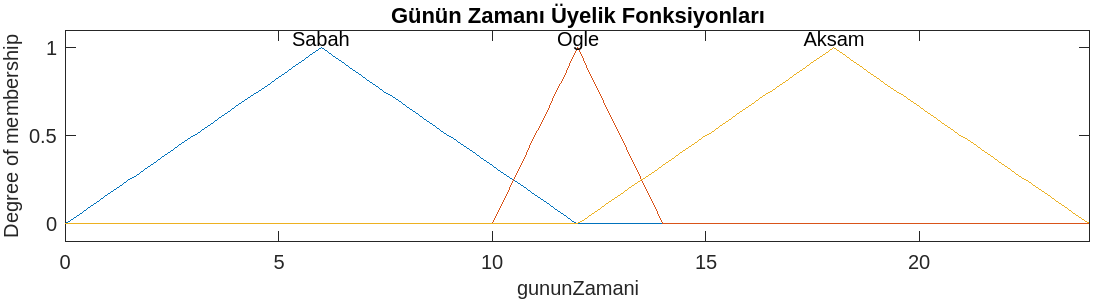 Günün Zamanı Üyelik Fonksiyonları
Sabah
Ogle
Aksam
Degree of membership
1
0.5
0
0
5
10
15
20
gununZamani